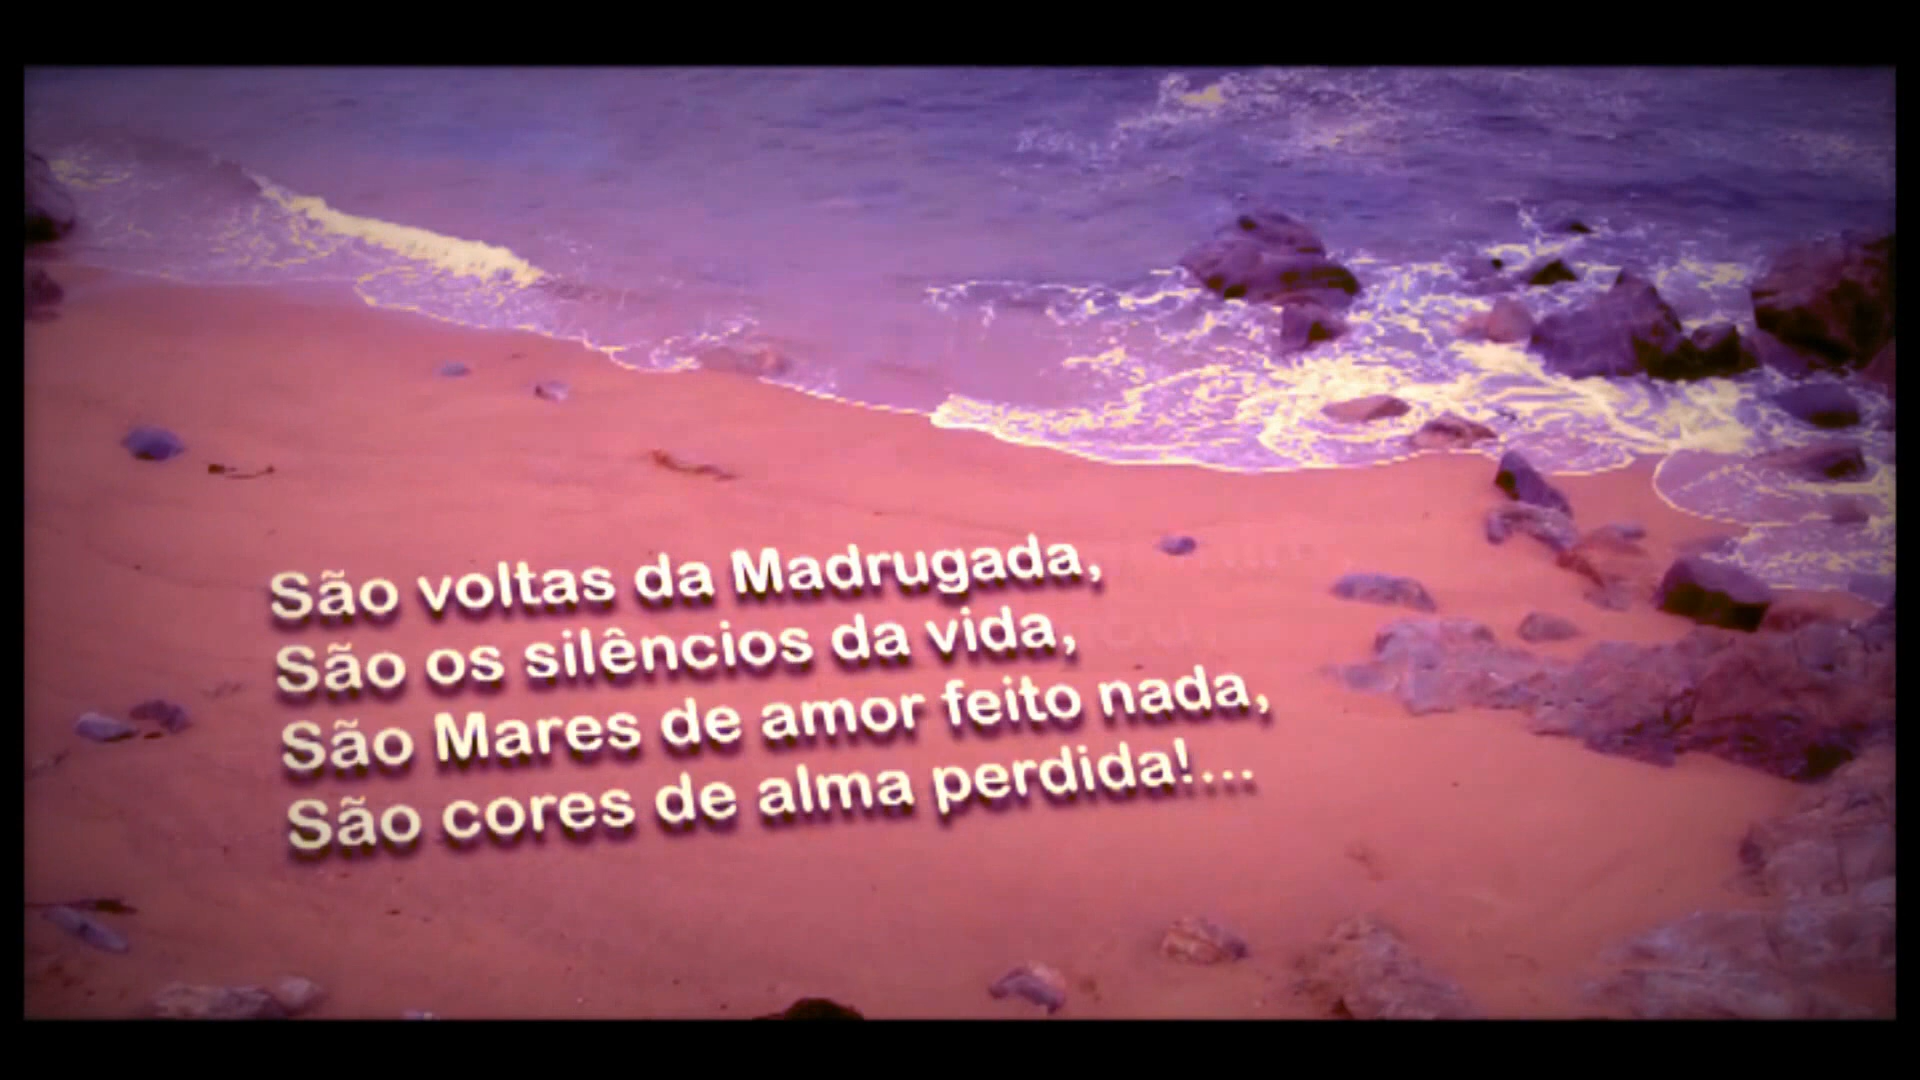 São voltas da Madrugada,
São os silêncios da vida,
São Mares de amor feito nada,
São cores de alma perdida!...